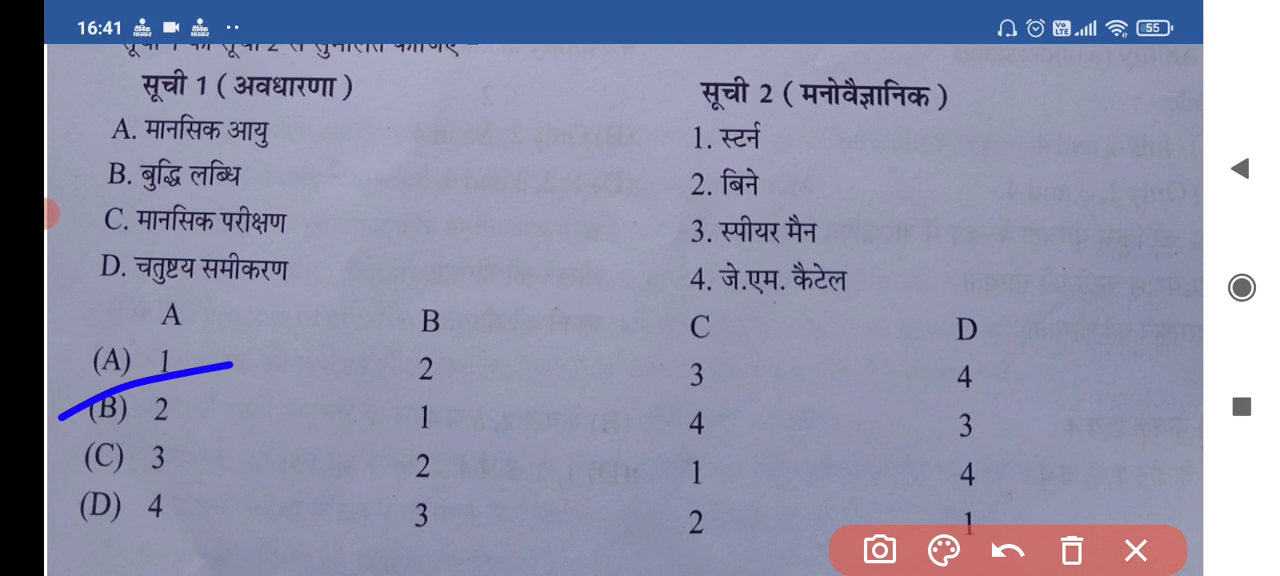 16:41
55
सूची 1 ( अवधारणा )
सूची 2 ( मनोवैज्ञानिक )
A. मानसिक आयु
1. स्टर्न
B. बुद्धि लब्धि
2. बिने
C. मानसिक परीक्षण
3. स्पीयर मैन
D. चतुष्टय समीकरण
4. जे.एम. कैटेल
A B C D
(A) 1 2 3 4
(B) 2 1 4 3
(C) 3 2 1 4
(D) 4 3 2 1